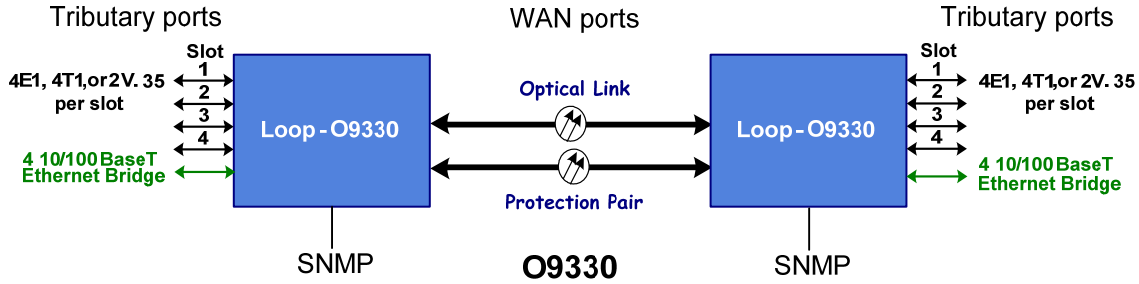 Tributary ports
WAN ports
Tributary ports
Slot
1
2
3
4
4E1, 4T1,or 2V. 35
per slot
4 10/100 BaseT
Ethernet Bridge
Loop-O9330
SNMP
Optical Link
Protection Pair
O9330
Loop-O9330
SNMP
Slot
1
2
3
4
4E1, 4T1,or 2V. 35
per slot
4 10/100 BaseT
Ethernet Bridge